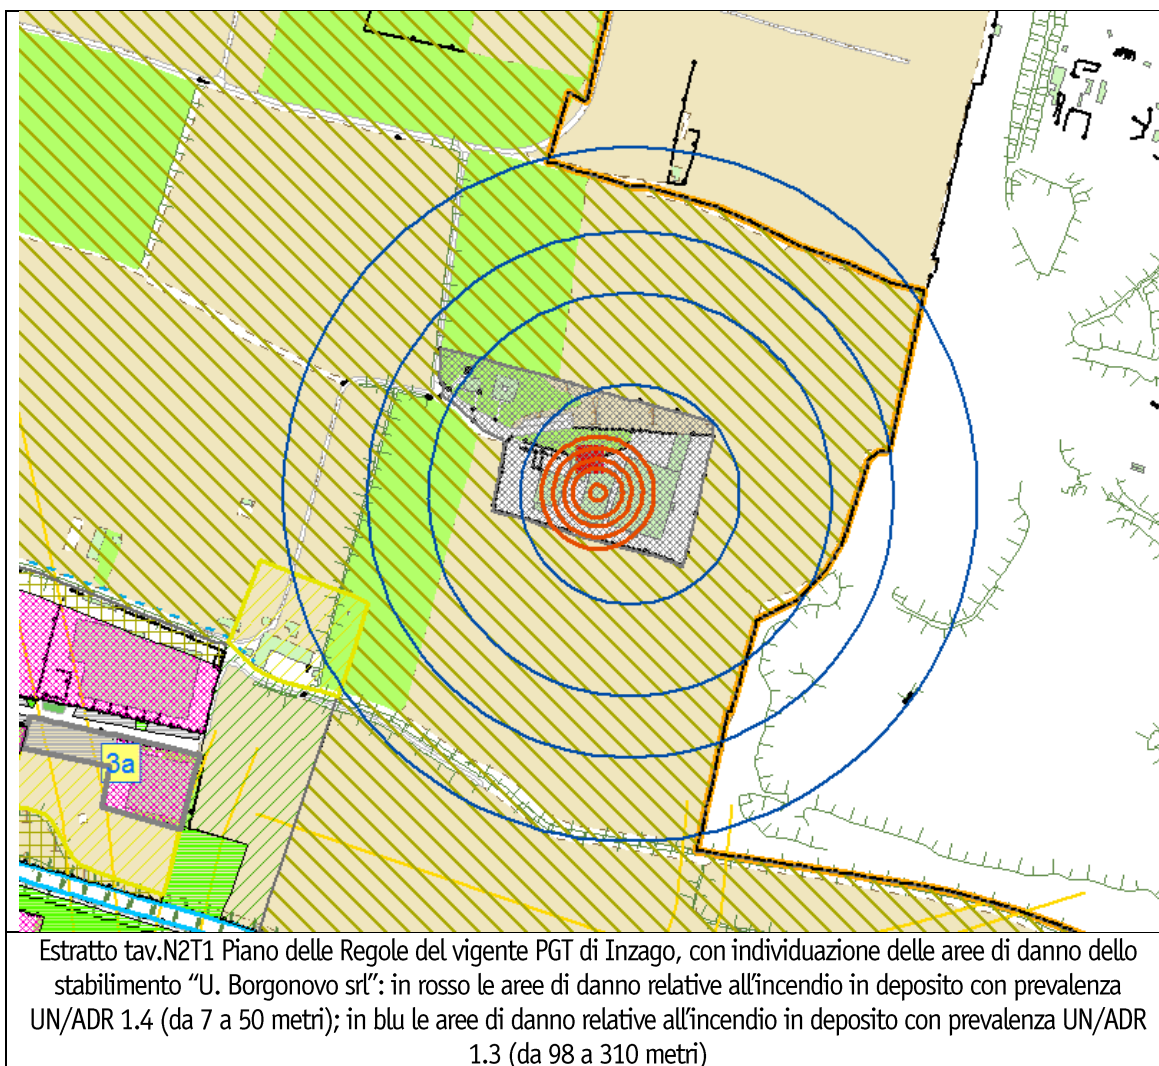 3a
Estratto tav.N2T1 Piano delle Regole del vigente PGT di Inzago, con individuazione delle aree di danno dello
stabilimento “U. Borgonovo srl”: in rosso le aree di danno relative all’incendio in deposito con prevalenza
UN/ADR 1.4 (da 7 a 50 metri); in blu le aree di danno relative all’incendio in deposito con prevalenza UN/ADR
1.3 (da 98 a 310 metri)